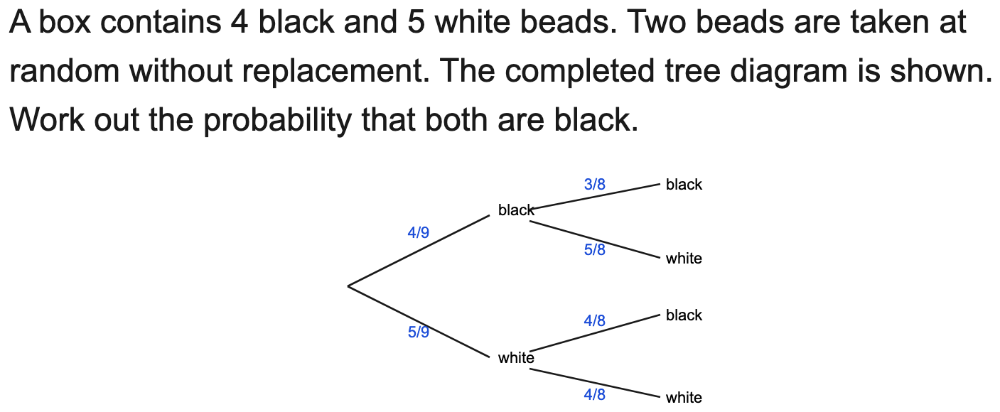 A box contains 4 black and 5 white beads. Two beads are taken at
random without replacement. The completed tree diagram is shown.
Work out the probability that both are black.
3/8
black
black
4/9
5/8
white
4/8
black
5/9
white
4/8
white